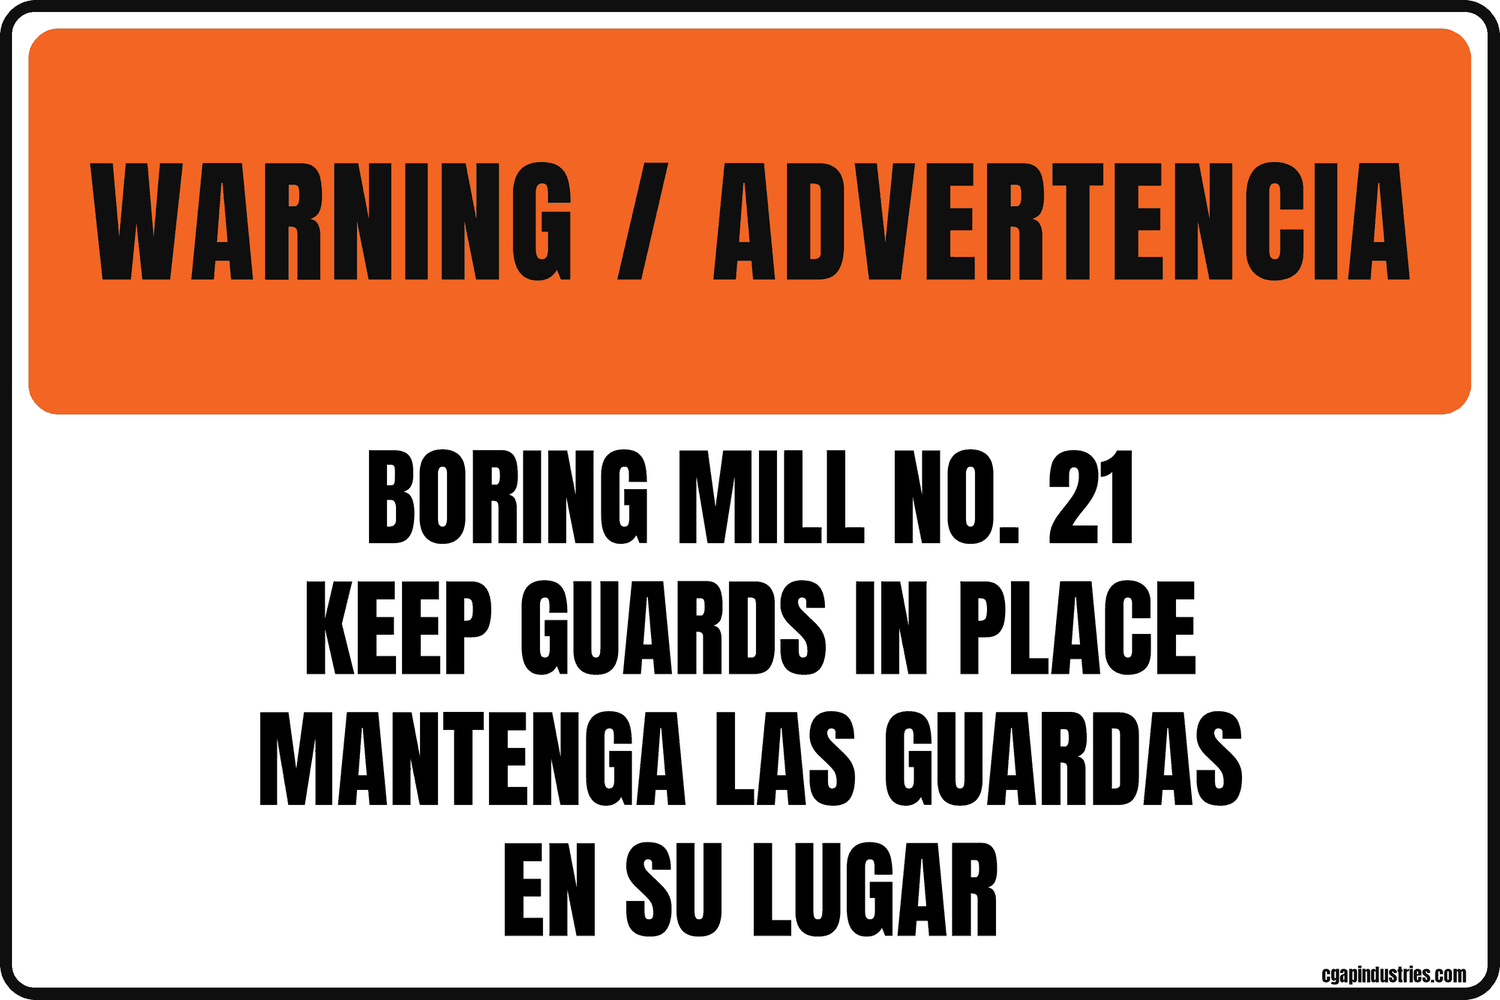 WARNING / ADVERTENCIA
BORING MILL NO. 21
KEEP GUARDS IN PLACE
MANTENGA LAS GUARDAS
EN SU LUGAR
cgapindustries.com